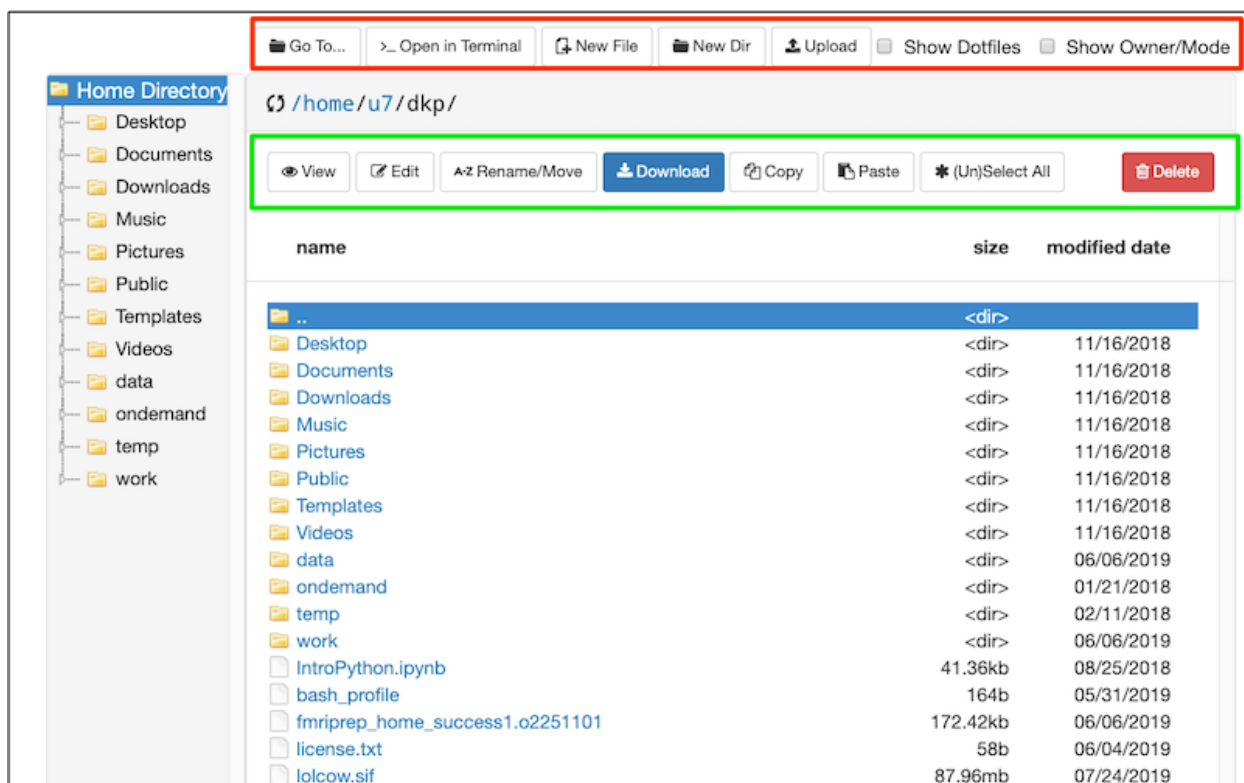 Go To... >_ Open in Terminal New File New Dir Upload Show Dotfiles Show Owner/Mode
Home Directory
Desktop
Documents
Downloads
Music
Pictures
Public
Templates
Videos
data
ondemand
temp
work
/home/u7/dkp/
View Edit A-Z Rename/Move Download Copy Paste (Un)Select All Delete
name size modified date
.. <dir>
Desktop <dir> 11/16/2018
Documents <dir> 11/16/2018
Downloads <dir> 11/16/2018
Music <dir> 11/16/2018
Pictures <dir> 11/16/2018
Public <dir> 11/16/2018
Templates <dir> 11/16/2018
Videos <dir> 11/16/2018
data <dir> 06/06/2019
ondemand <dir> 01/21/2018
temp <dir> 02/11/2018
work <dir> 06/06/2019
IntroPython.ipynb 41.36kb 08/25/2018
bash_profile 164b 05/31/2019
fmriprep_home_success1.o2251101 172.42kb 06/06/2019
license.txt 58b 06/04/2019
lolcow.sif 87.96mb 07/24/2019